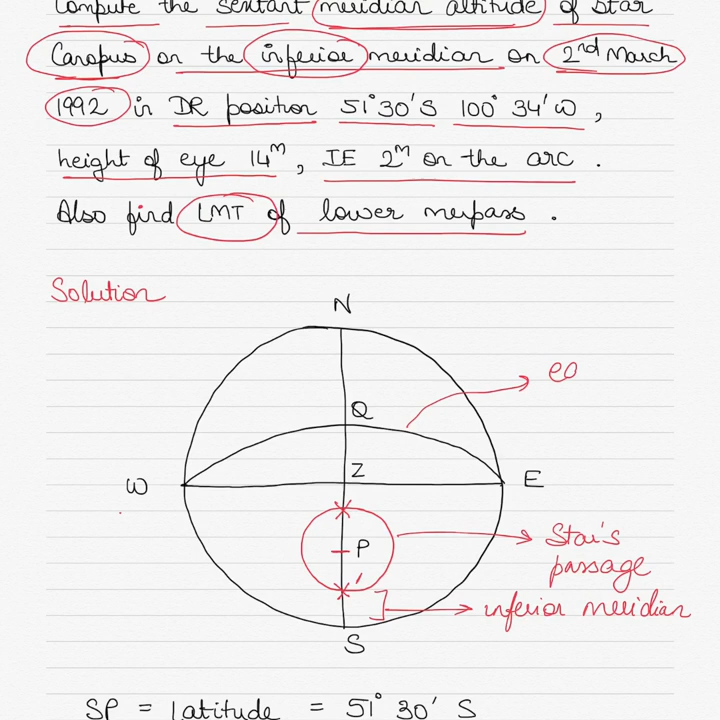 Compute the sextant meridian altitude of star
Canopus on the inferior meridian on 2nd March
1992 in DR position 51° 30' S 100° 34' W ,
height of eye 14m, IE 2m on the arc .
Also find LMT of lower merpass .
Solution
N
eq
Q
W
Z
E
P
Star's
passage
inferior meridian
S
SP = Latitude = 51° 30' S